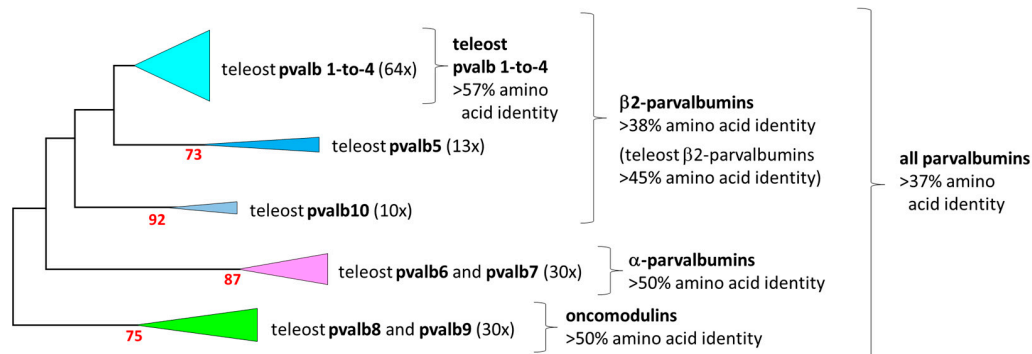 teleost pvalb 1-to-4 (64x)
teleost
pvalb 1-to-4
>57% amino
acid identity
73
teleost pvalb5 (13x)
92
teleost pvalb10 (10x)
β2-parvalbumins
>38% amino acid identity
(teleost β2-parvalbumins
>45% amino acid identity)
87
teleost pvalb6 and pvalb7 (30x)
α-parvalbumins
>50% amino acid identity
75
teleost pvalb8 and pvalb9 (30x)
oncomodulins
>50% amino acid identity
all parvalbumins
>37% amino
acid identity